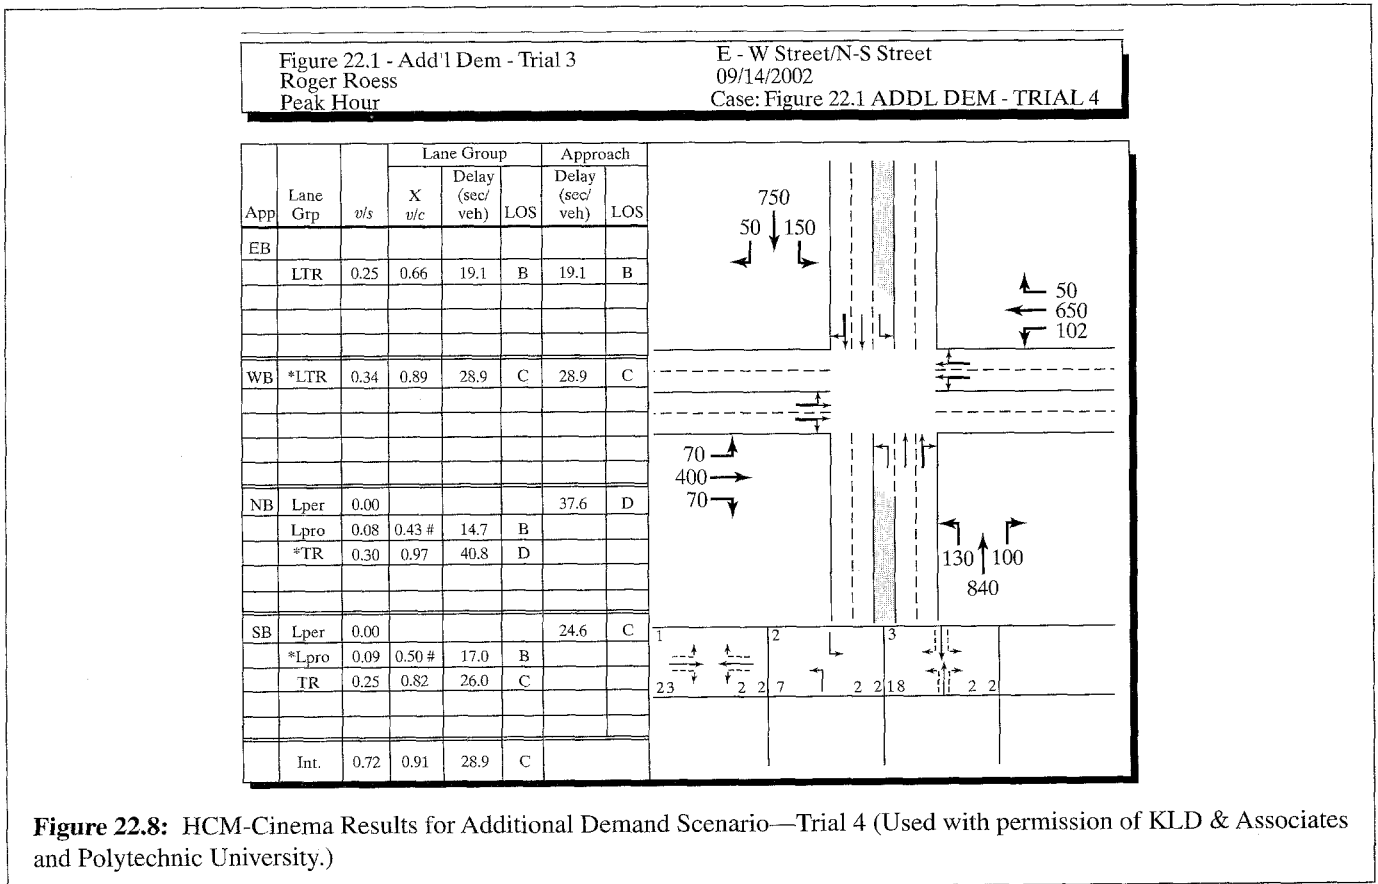 Figure 22.1 - Add'l Dem - Trial 3
Roger Roess
Peak Hour
E - W Street/N-S Street
09/14/2002
Case: Figure 22.1 ADDL DEM - TRIAL 4
Lane Group Approach
App Lane Grp v/s X v/c Delay (sec/ veh) LOS Delay (sec/ veh) LOS
EB
LTR 0.25 0.66 19.1 B 19.1 B
WB *LTR 0.34 0.89 28.9 C 28.9 C
NB Lper 0.00 37.6 D
Lpro 0.08 0.43 # 14.7 B
*TR 0.30 0.97 40.8 D
SB Lper 0.00 24.6 C
*Lpro 0.09 0.50 # 17.0 B
TR 0.25 0.82 26.0 C
Int. 0.72 0.91 28.9 C
750
50 150
50
650
102
70
400
70
130 100
840
1 2 3
23 2 2 7 2 2 18 2 2
Figure 22.8: HCM-Cinema Results for Additional Demand Scenario—Trial 4 (Used with permission of KLD & Associates
and Polytechnic University.)